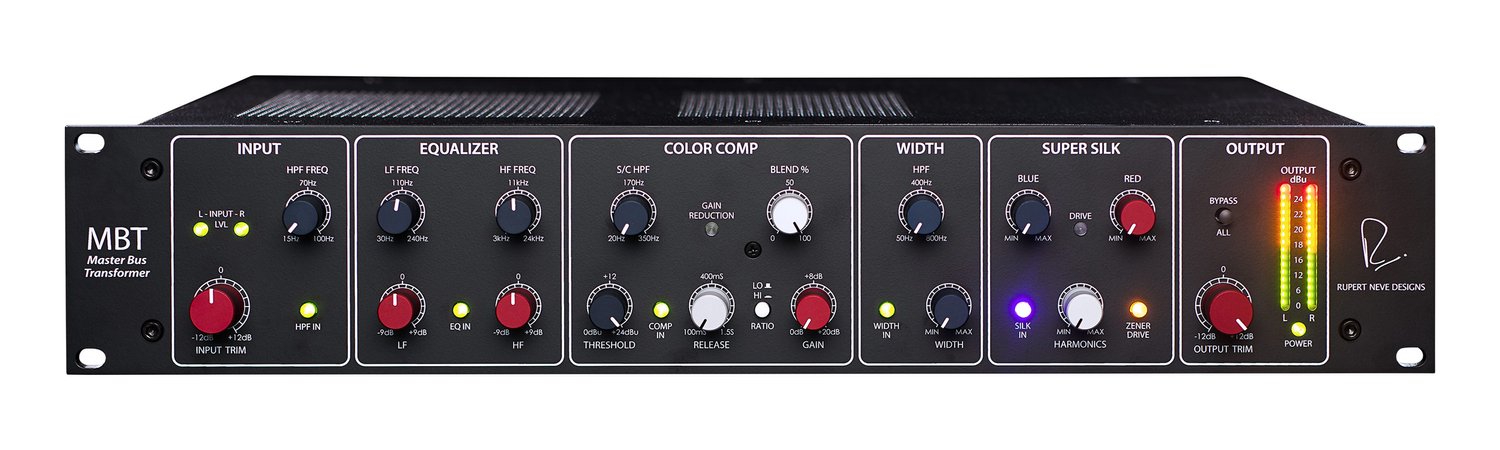 MBT
Master Bus
Transformer
INPUT
HPF FREQ
70Hz
15Hz 100Hz
L - INPUT - R
LVL
0
-12dB +12dB
INPUT TRIM
HPF IN
EQUALIZER
LF FREQ
110Hz
30Hz 240Hz
HF FREQ
11kHz
3kHz 24kHz
0
-9dB +9dB
LF
EQ IN
0
-9dB +9dB
HF
COLOR COMP
S/C HPF
170Hz
20Hz 350Hz
GAIN
REDUCTION
BLEND %
50
0 100
+12
0dBu +24dBu
THRESHOLD
COMP
IN
400mS
100mS 1.5S
RELEASE
LO
HI
RATIO
+8dB
0dB +20dB
GAIN
WIDTH
HPF
400Hz
50Hz 800Hz
WIDTH
IN
MIN MAX
WIDTH
SUPER SILK
BLUE
MIN MAX
DRIVE
RED
MIN MAX
SILK
IN
MIN MAX
HARMONICS
ZENER
DRIVE
OUTPUT
BYPASS
ALL
0
-12dB +12dB
OUTPUT TRIM
OUTPUT
dBu
24
22
20
18
16
12
6
0
L R
POWER
R.
RUPERT NEVE DESIGNS